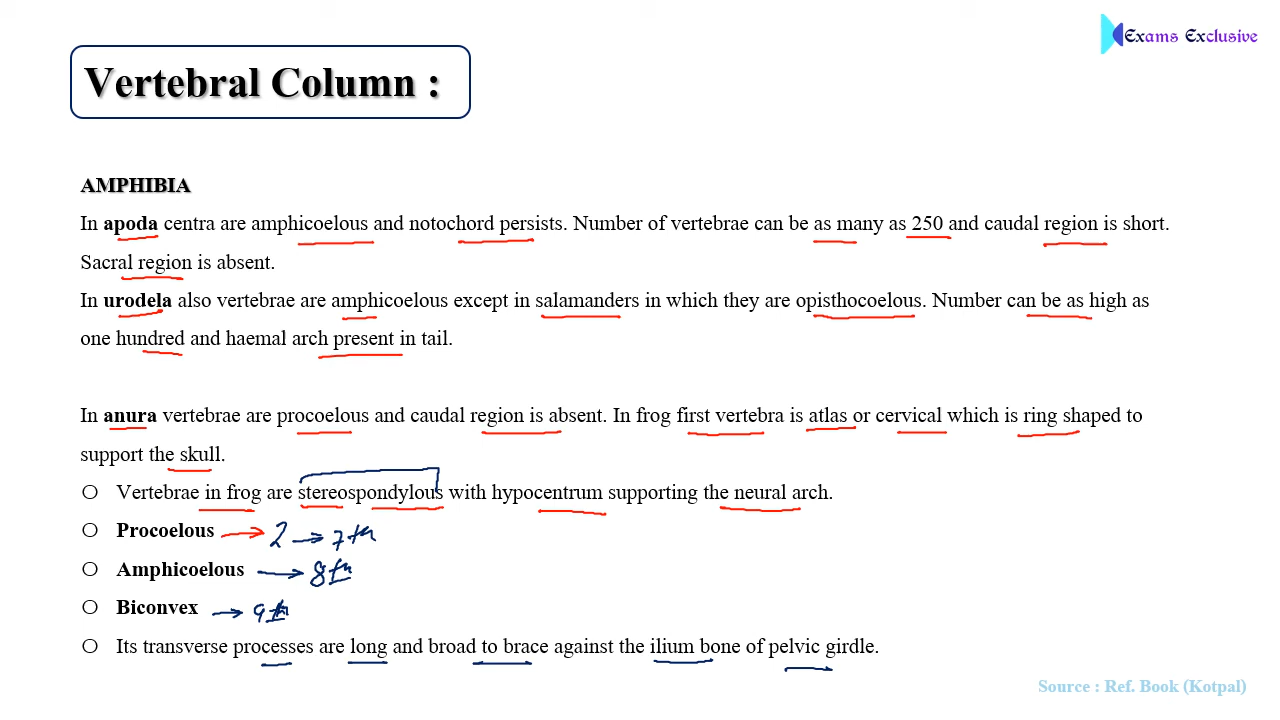 Exams Exclusive
Vertebral Column :
AMPHIBIA
In apoda centra are amphicoelous and notochord persists. Number of vertebrae can be as many as 250 and caudal region is short.
Sacral region is absent.
In urodela also vertebrae are amphicoelous except in salamanders in which they are opisthocoelous. Number can be as high as
one hundred and haemal arch present in tail.
In anura vertebrae are procoelous and caudal region is absent. In frog first vertebra is atlas or cervical which is ring shaped to
support the skull.
O Vertebrae in frog are stereospondylous with hypocentrum supporting the neural arch.
O Procoelous → 2 → 7th
O Amphicoelous → 8th
O Biconvex → 9th
O Its transverse processes are long and broad to brace against the ilium bone of pelvic girdle.
Source : Ref. Book (Kotpal)